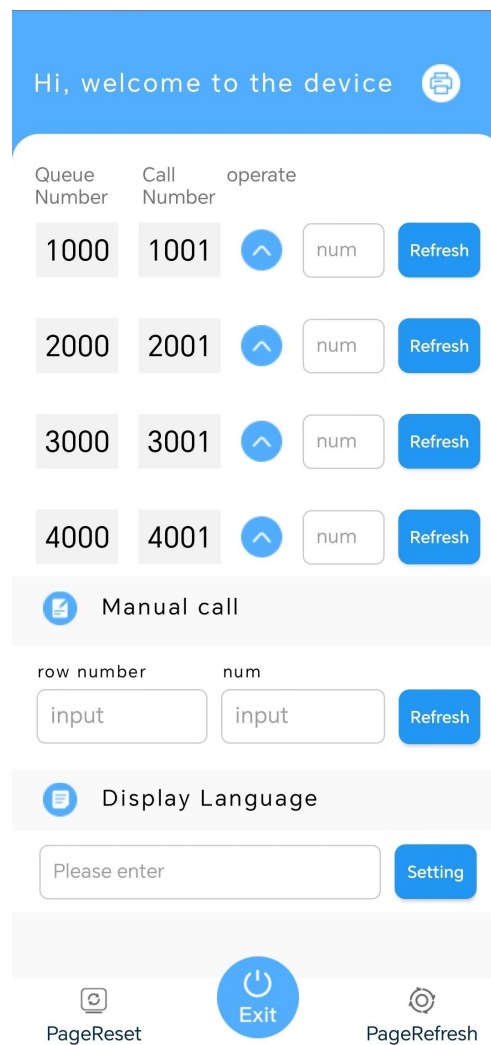 Hi, welcome to the device
Queue Number Call Number operate
1000 1001 num Refresh
2000 2001 num Refresh
3000 3001 num Refresh
4000 4001 num Refresh
Manual call
row number num
input input Refresh
Display Language
Please enter Setting
Exit
PageReset PageRefresh